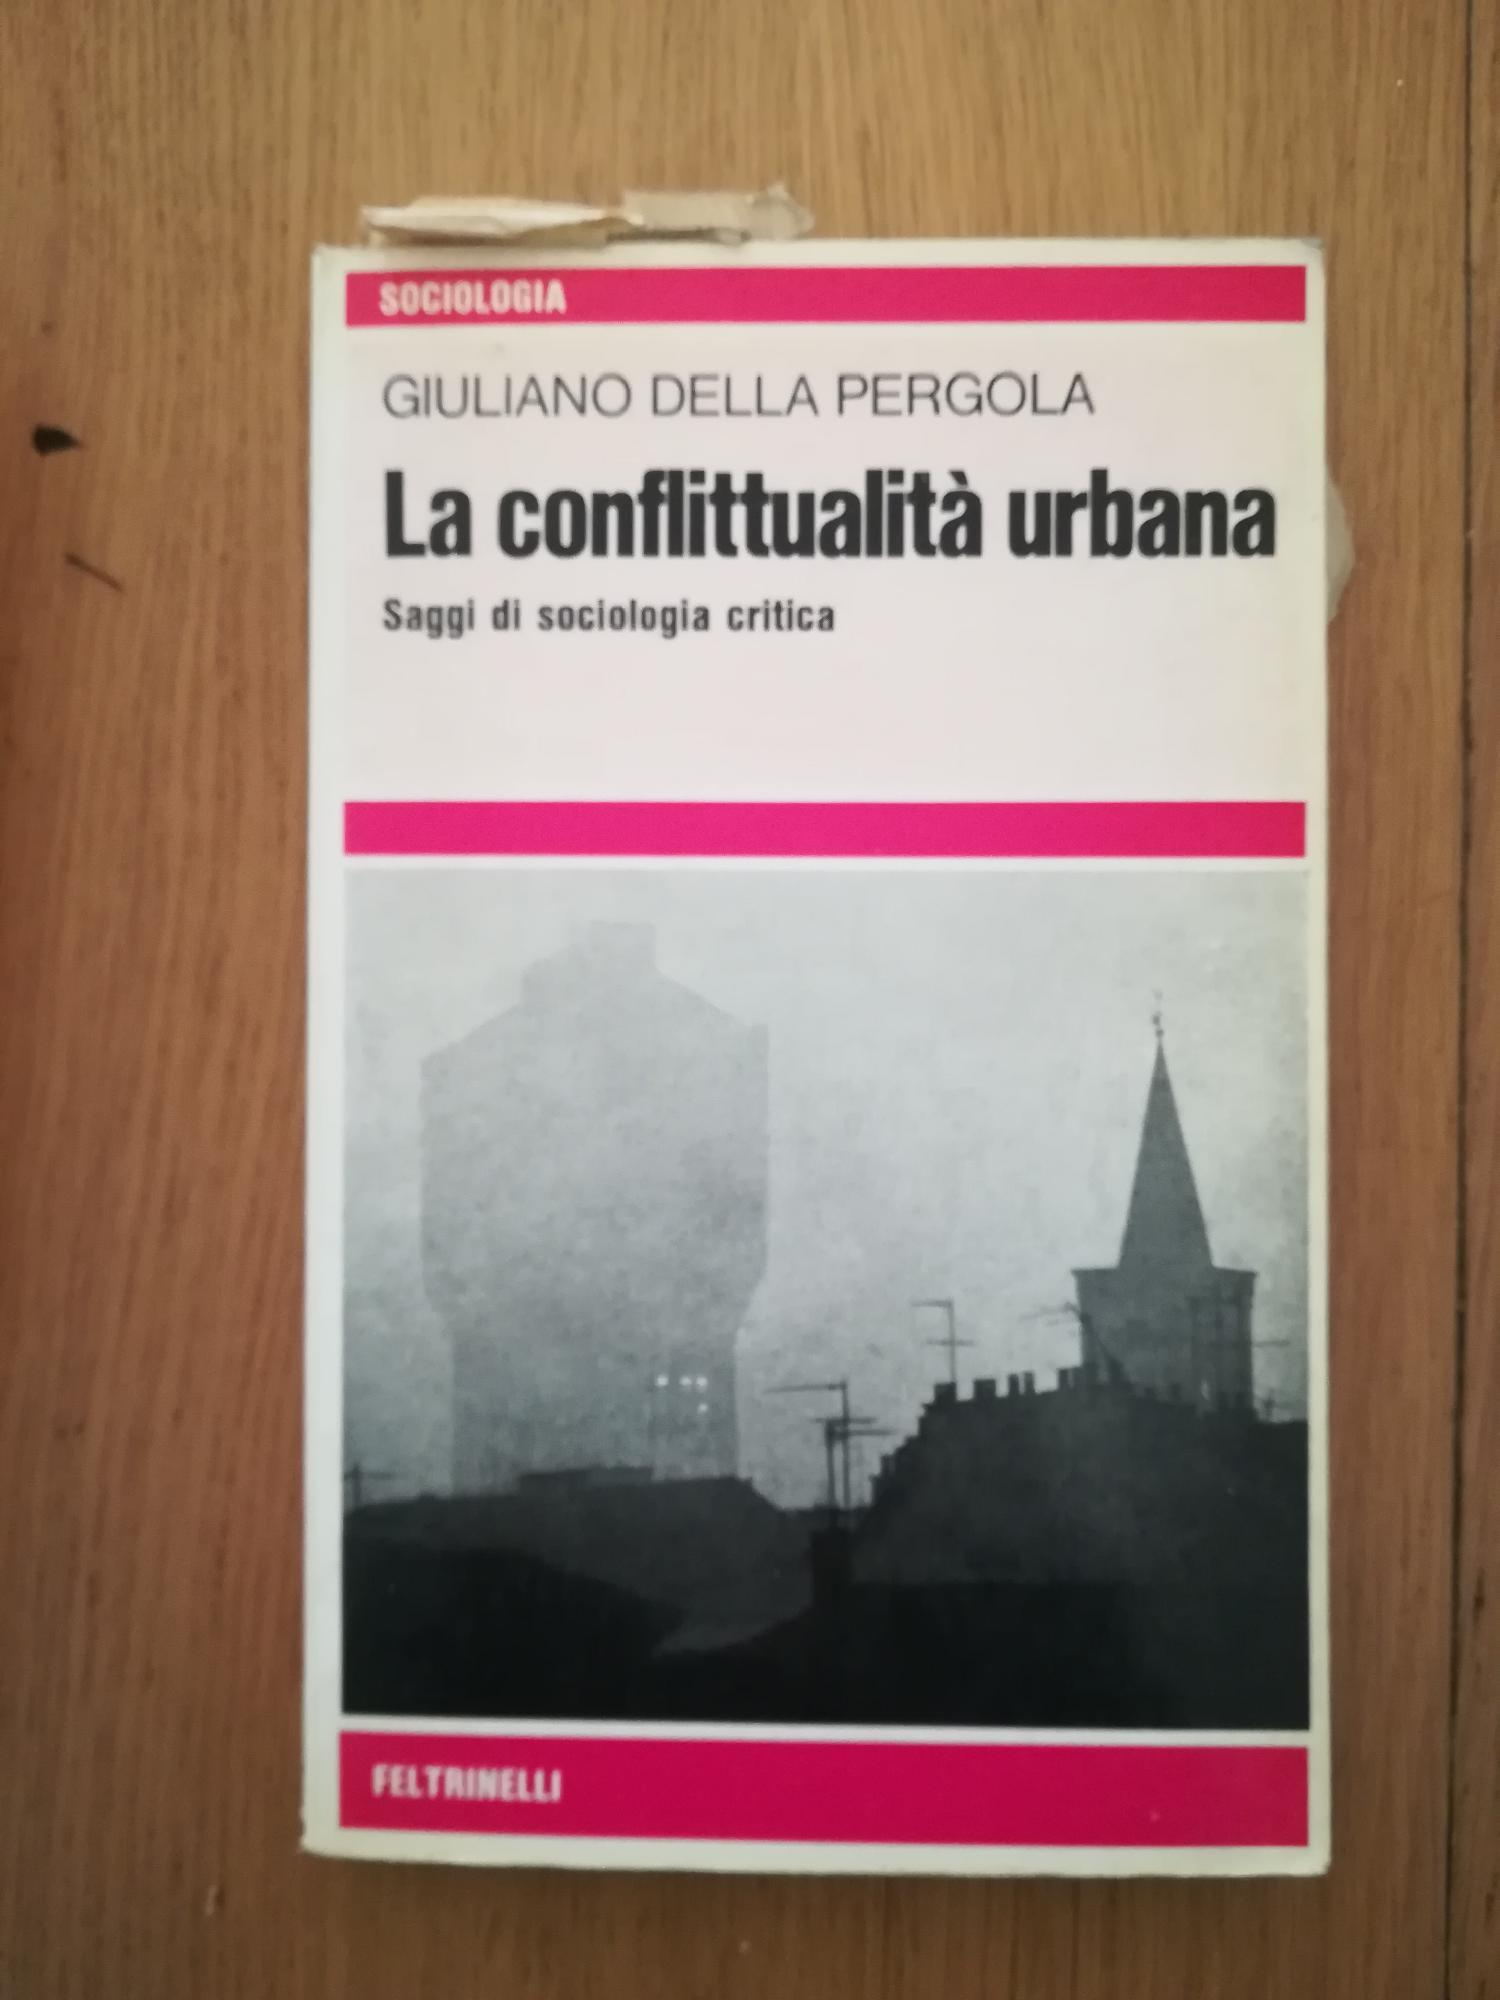 SOCIOLOGIA
GIULIANO DELLA PERGOLA
La conflittualità urbana
Saggi di sociologia critica
FELTRINELLI